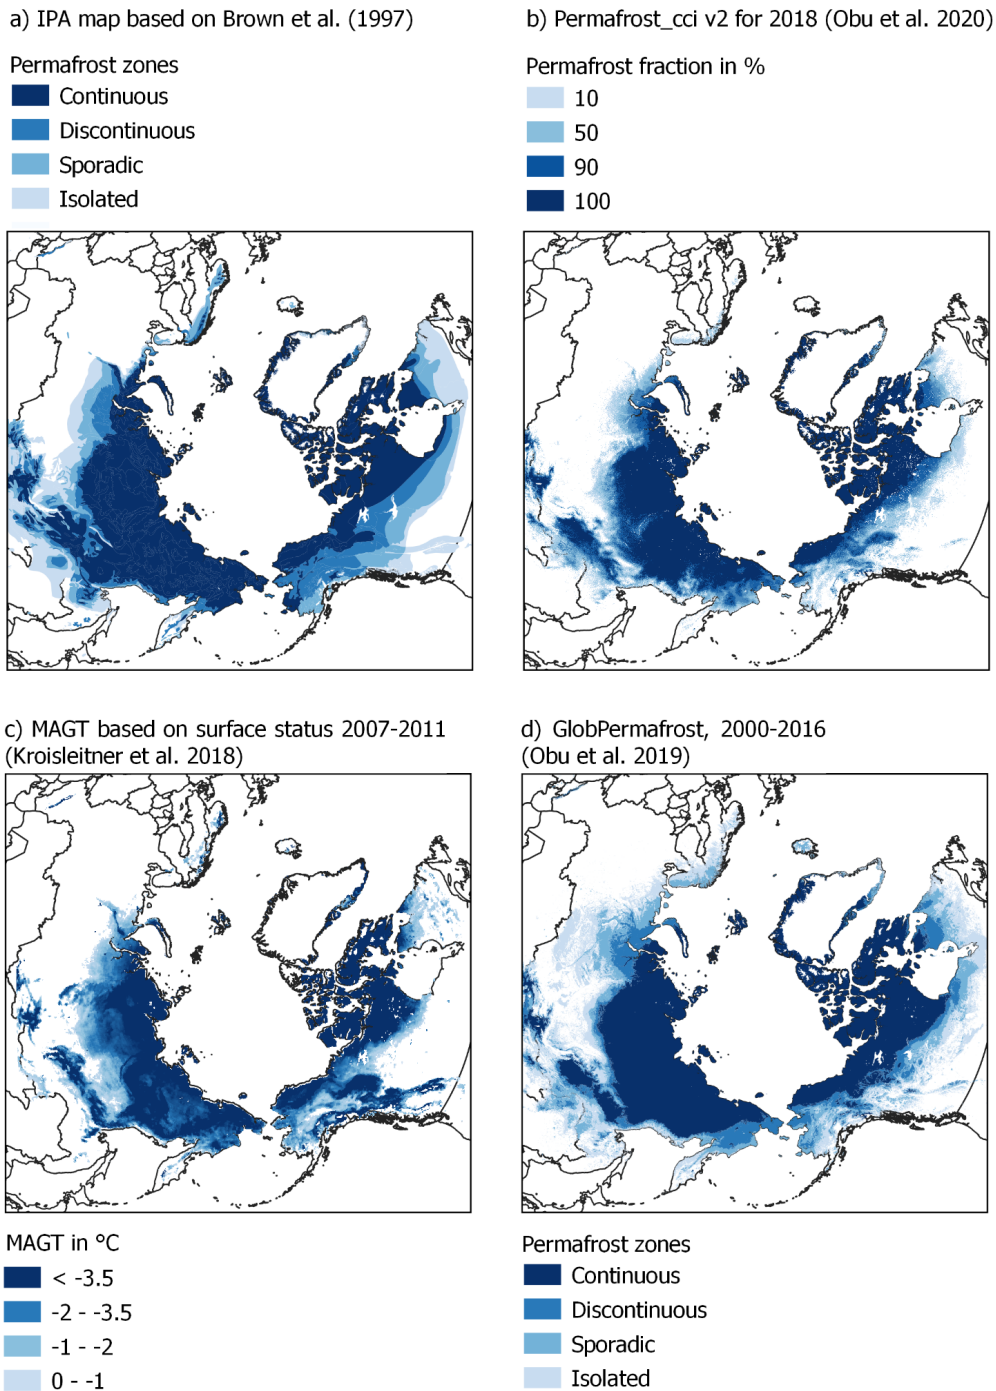 a) IPA map based on Brown et al. (1997)
Permafrost zones
Continuous
Discontinuous
Sporadic
Isolated
b) Permafrost_cci v2 for 2018 (Obu et al. 2020)
Permafrost fraction in %
10
50
90
100
c) MAGT based on surface status 2007-2011
(Kroisleitner et al. 2018)
MAGT in °C
< -3.5
-2 - -3.5
-1 - -2
0 - -1
d) GlobPermafrost, 2000-2016
(Obu et al. 2019)
Permafrost zones
Continuous
Discontinuous
Sporadic
Isolated